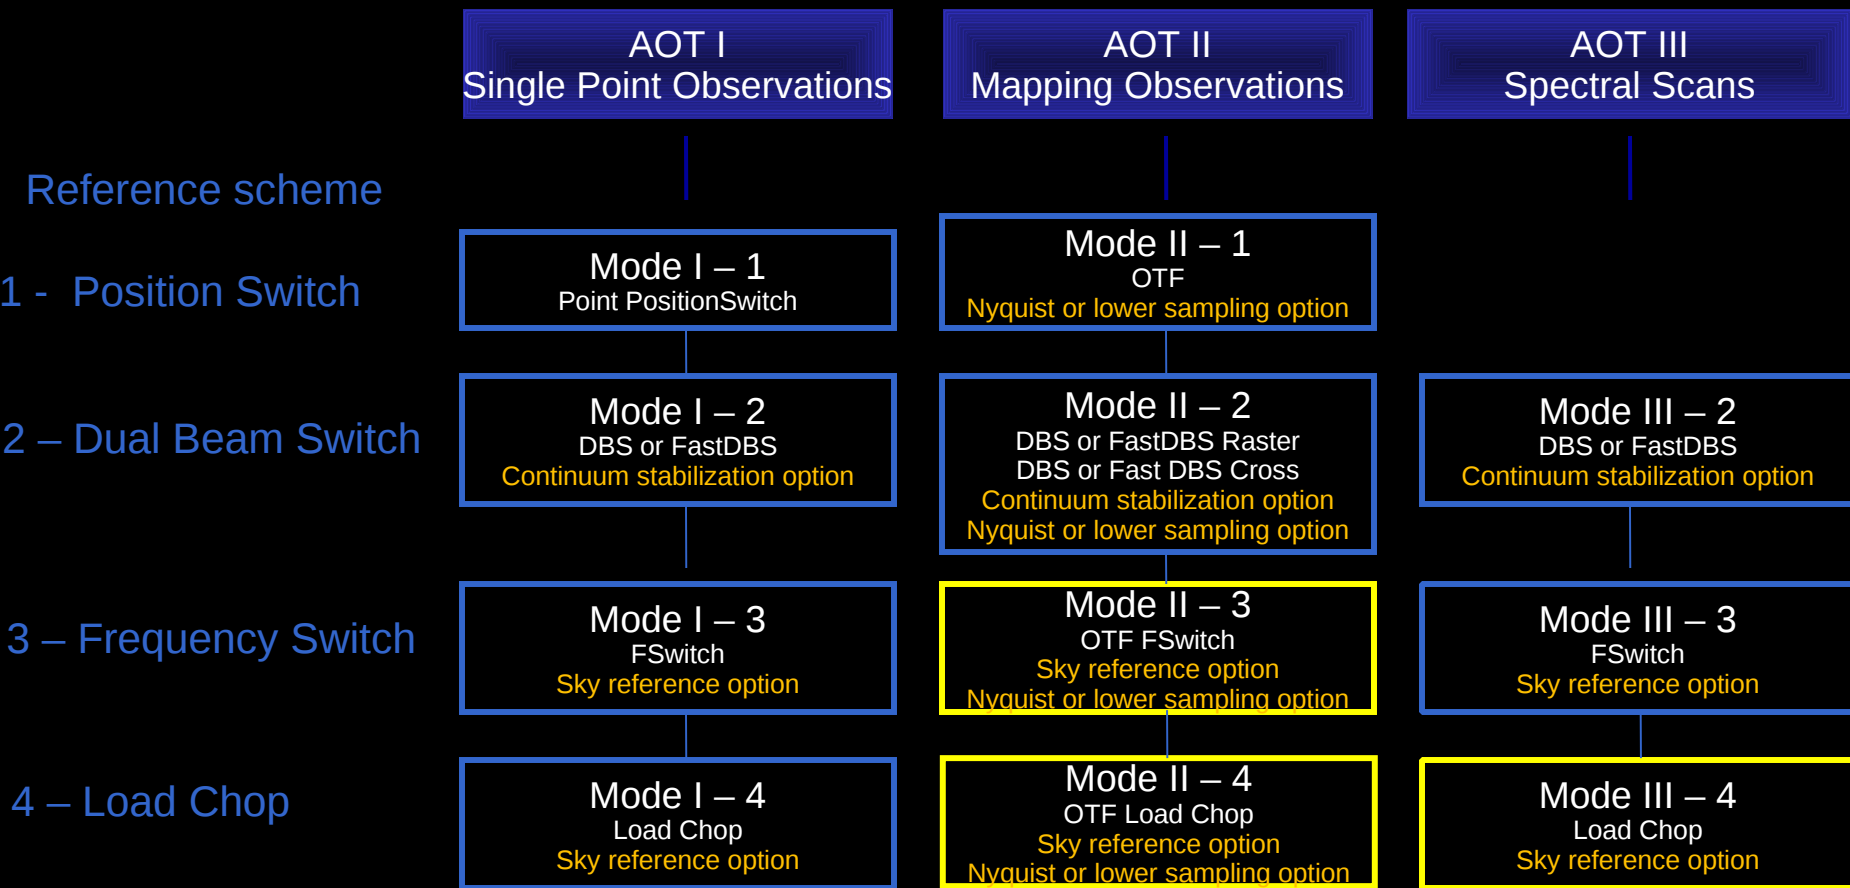 AOT I
Single Point Observations
AOT II
Mapping Observations
AOT III
Spectral Scans
Reference scheme
1 - Position Switch
Mode I – 1
Point PositionSwitch
Mode II – 1
OTF
Nyquist or lower sampling option
2 – Dual Beam Switch
Mode I – 2
DBS or FastDBS
Continuum stabilization option
Mode II – 2
DBS or FastDBS Raster
DBS or Fast DBS Cross
Continuum stabilization option
Nyquist or lower sampling option
Mode III – 2
DBS or FastDBS
Continuum stabilization option
3 – Frequency Switch
Mode I – 3
FSwitch
Sky reference option
Mode II – 3
OTF FSwitch
Sky reference option
Nyquist or lower sampling option
Mode III – 3
FSwitch
Sky reference option
4 – Load Chop
Mode I – 4
Load Chop
Sky reference option
Mode II – 4
OTF Load Chop
Sky reference option
Nyquist or lower sampling option
Mode III – 4
Load Chop
Sky reference option